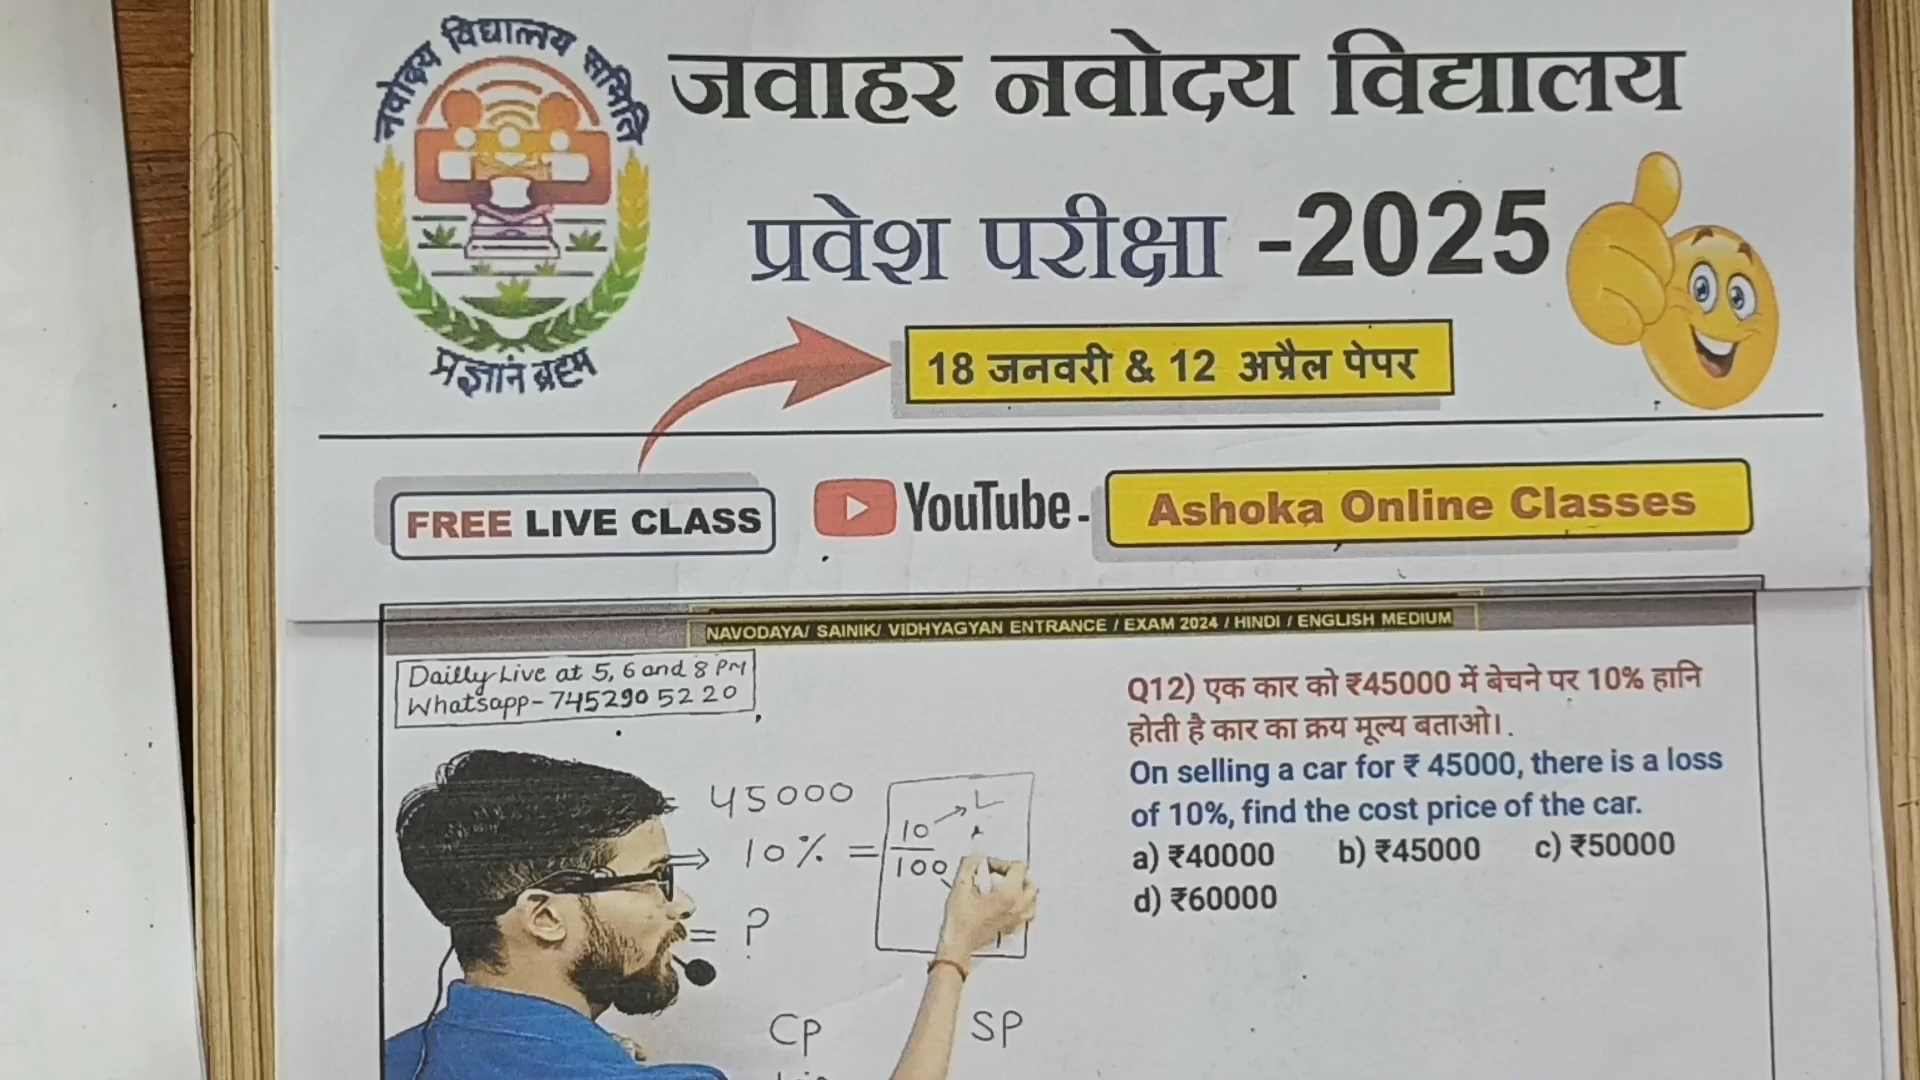 नवोदय विद्यालय समिति
प्रज्ञानं ब्रह्म
जवाहर नवोदय विद्यालय
प्रवेश परीक्षा -2025
18 जनवरी & 12 अप्रैल पेपर
FREE LIVE CLASS
YouTube -
Ashoka Online Classes
NAVODAYA/ SAINIK/ VIDHYAGYAN ENTRANCE / EXAM 2024 / HINDI / ENGLISH MEDIUM
Dailly Live at 5, 6 and 8 PM
Whatsapp - 745290 52 20
= 45000
⇒ 10% = 10/100 → L
= ?
CP SP
Q12) एक कार को ₹45000 में बेचने पर 10% हानि
होती है कार का क्रय मूल्य बताओ।.
On selling a car for ₹ 45000, there is a loss
of 10%, find the cost price of the car.
a) ₹40000 b) ₹45000 c) ₹50000
d) ₹60000